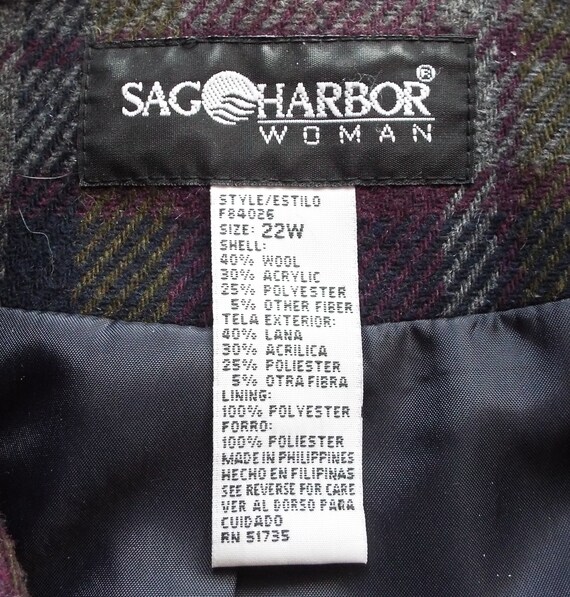 SAG HARBOR®
WOMAN
STYLE/ESTILO
F84026
SIZE: 22W
SHELL:
40% WOOL
30% ACRYLIC
25% POLYESTER
5% OTHER FIBER
TELA EXTERIOR:
40% LANA
30% ACRILICA
25% POLIESTER
5% OTRA FIBRA
LINING:
100% POLYESTER
FORRO:
100% POLIESTER
MADE IN PHILIPPINES
HECHO EN FILIPINAS
SEE REVERSE FOR CARE
VER AL DORSO PARA
CUIDADO
RN 51735